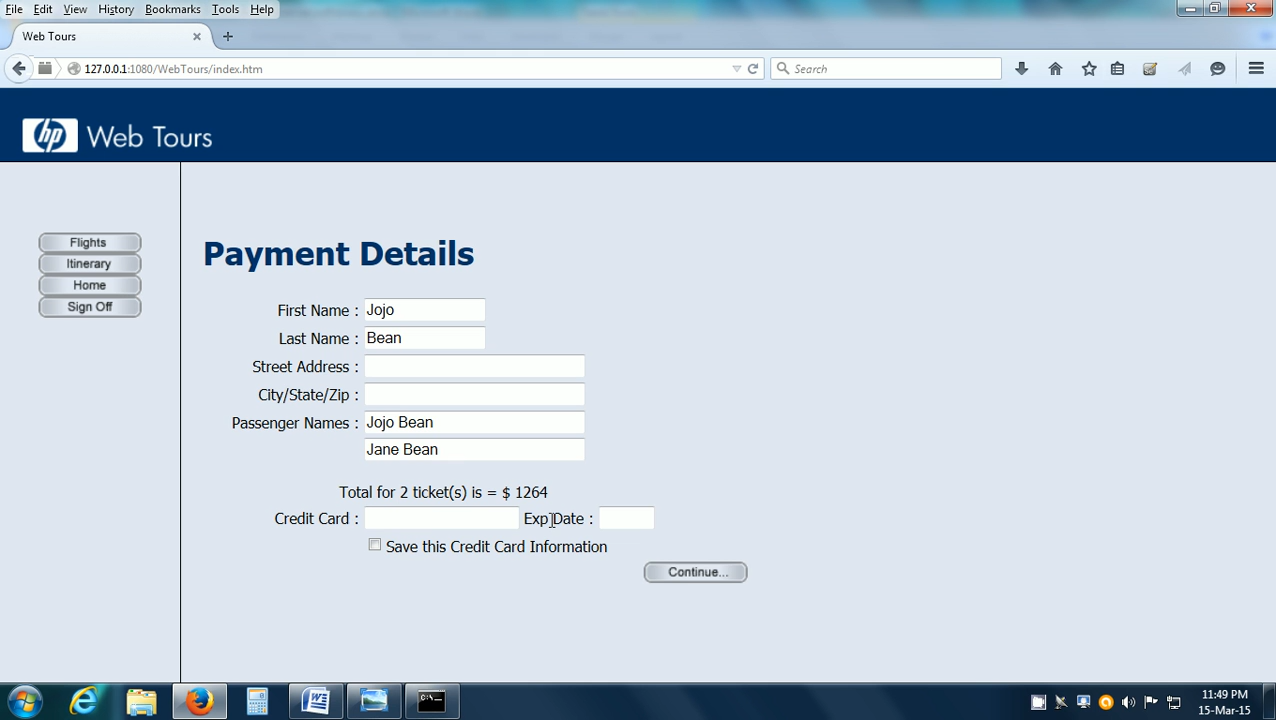 File Edit View History Bookmarks Tools Help
Web Tours
127.0.0.1:1080/WebTours/index.htm
Search
hp Web Tours
Flights
Itinerary
Home
Sign Off
Payment Details
First Name : Jojo
Last Name : Bean
Street Address :
City/State/Zip :
Passenger Names : Jojo Bean
Jane Bean
Total for 2 ticket(s) is = $ 1264
Credit Card : Exp Date :
Save this Credit Card Information
Continue...
11:49 PM
15-Mar-15